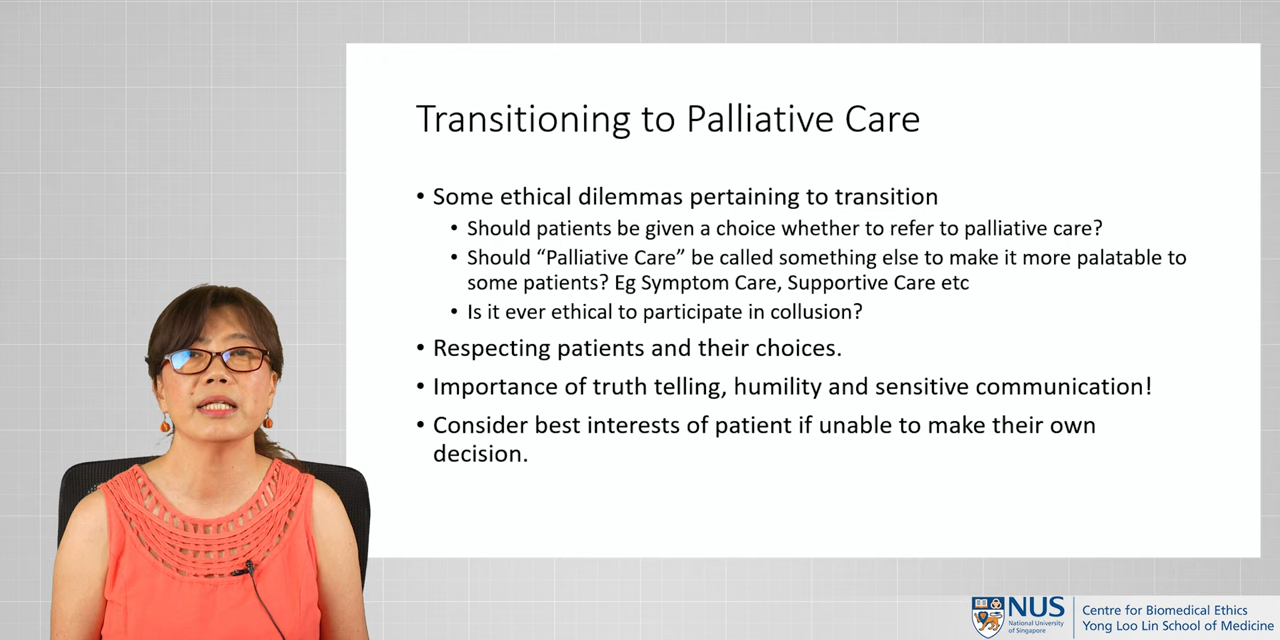 Transitioning to Palliative Care
• Some ethical dilemmas pertaining to transition
• Should patients be given a choice whether to refer to palliative care?
• Should “Palliative Care” be called something else to make it more palatable to
some patients? Eg Symptom Care, Supportive Care etc
• Is it ever ethical to participate in collusion?
• Respecting patients and their choices.
• Importance of truth telling, humility and sensitive communication!
• Consider best interests of patient if unable to make their own
decision.
NUS
National University
of Singapore
Centre for Biomedical Ethics
Yong Loo Lin School of Medicine